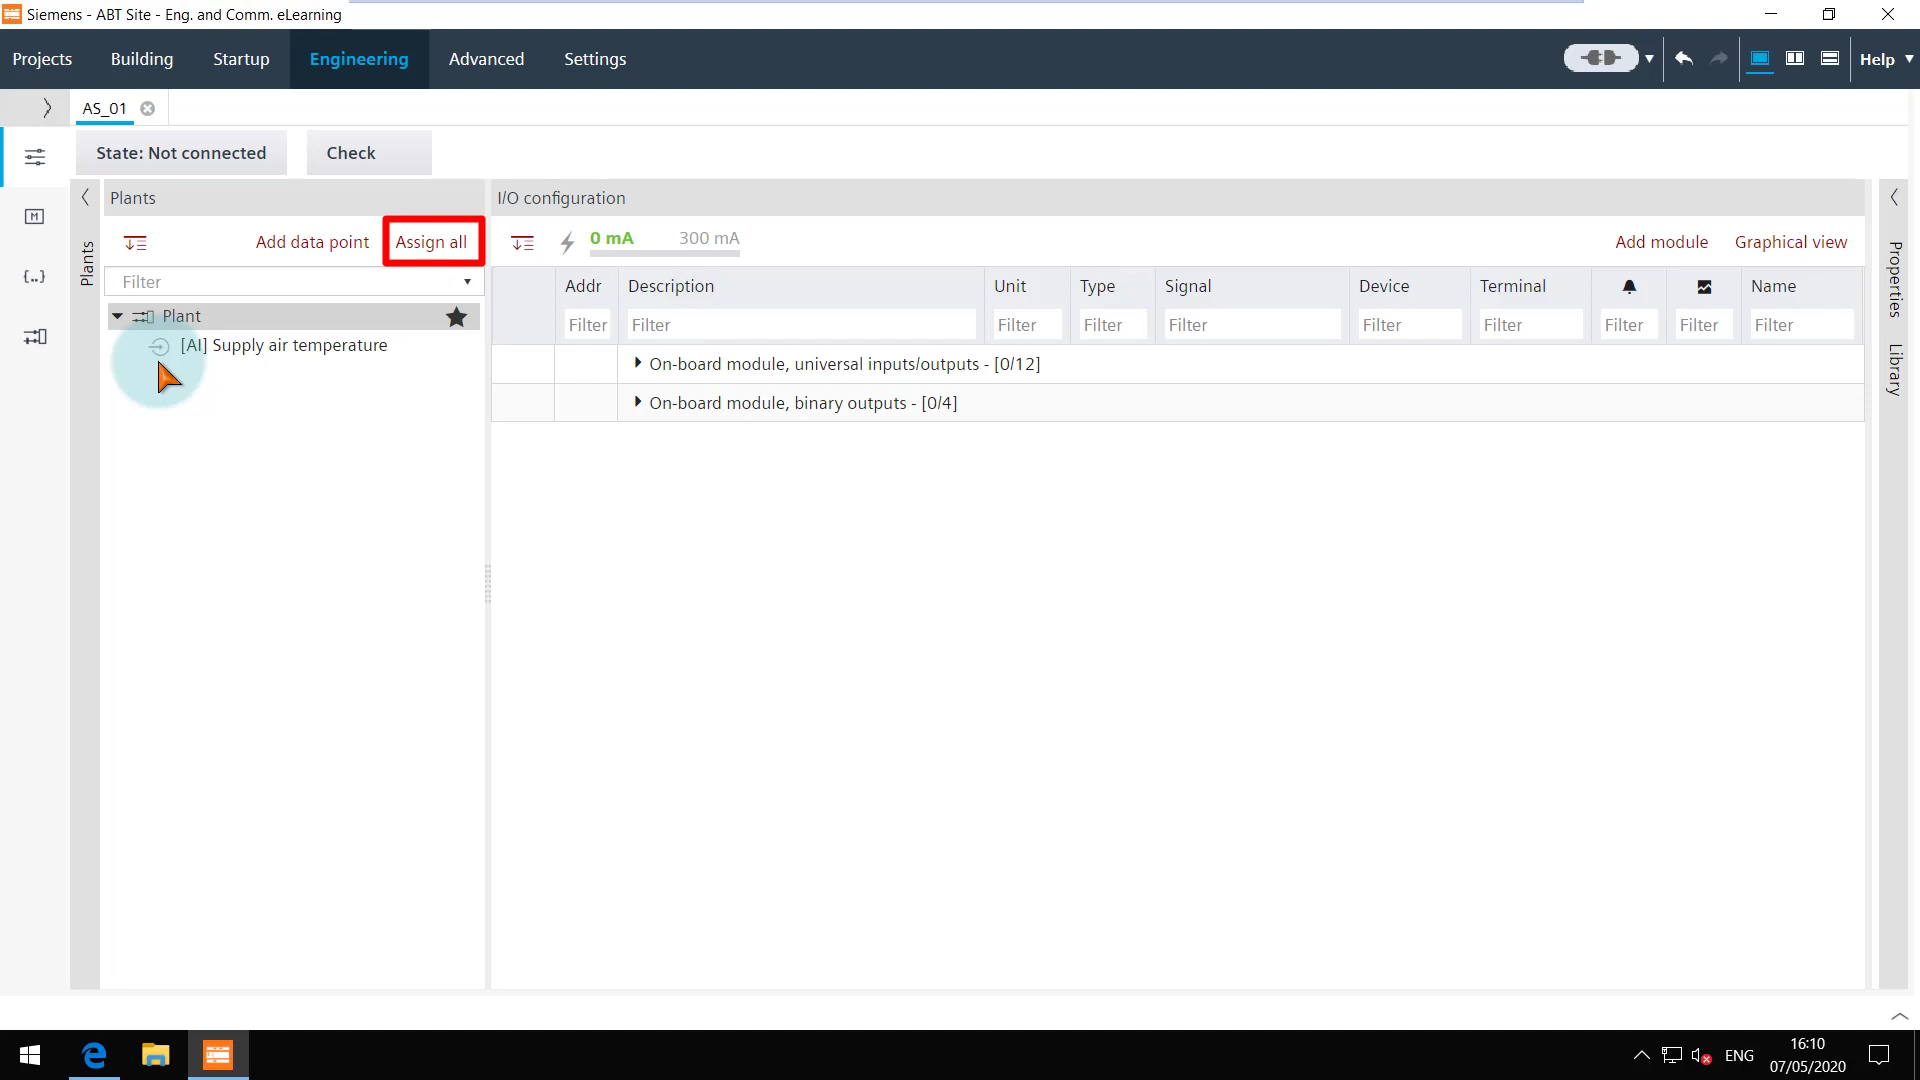 Siemens - ABT Site - Eng. and Comm. eLearning
Projects Building Startup Engineering Advanced Settings Help
AS_01
State: Not connected Check
Plants I/O configuration
Add data point Assign all 0 mA 300 mA Add module Graphical view
Plants
Filter
Addr Description Unit Type Signal Device Terminal Name
Filter Filter Filter Filter Filter Filter Filter Filter Filter Filter
Plant
[AI] Supply air temperature
On-board module, universal inputs/outputs - [0/12]
On-board module, binary outputs - [0/4]
Properties
Library
M
{..}
ENG
16:10
07/05/2020